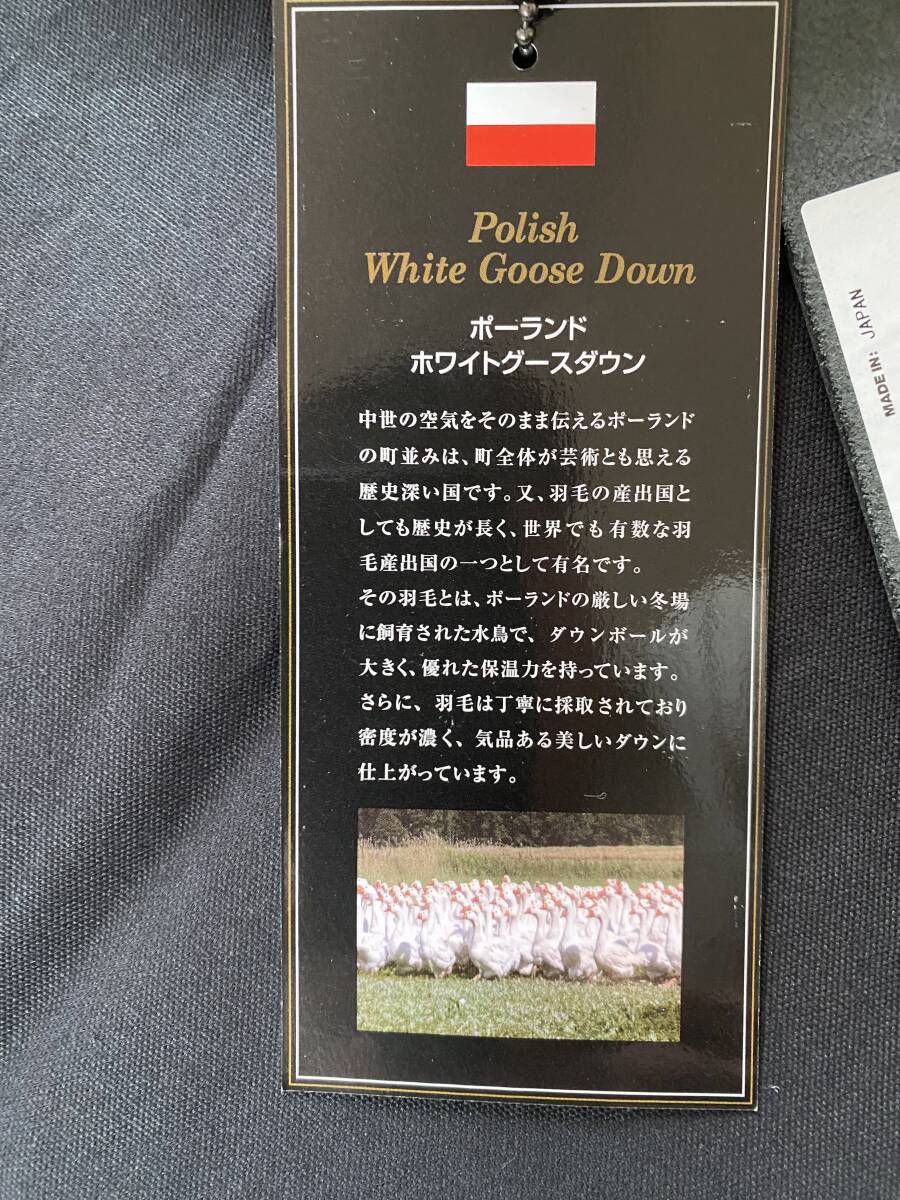 Polish
White Goose Down
ポーランド
ホワイトグースダウン
中世の空気をそのまま伝えるポーランド
の町並みは、町全体が芸術とも思える
歴史深い国です。又、羽毛の産出国と
しても歴史が長く、世界でも有数な羽
毛産出国の一つとして有名です。
その羽毛とは、ポーランドの厳しい冬場
に飼育された水鳥で、ダウンボールが
大きく、優れた保温力を持っています。
さらに、羽毛は丁寧に採取されており
密度が濃く、気品ある美しいダウンに
仕上がっています。
MADE IN: JAPAN